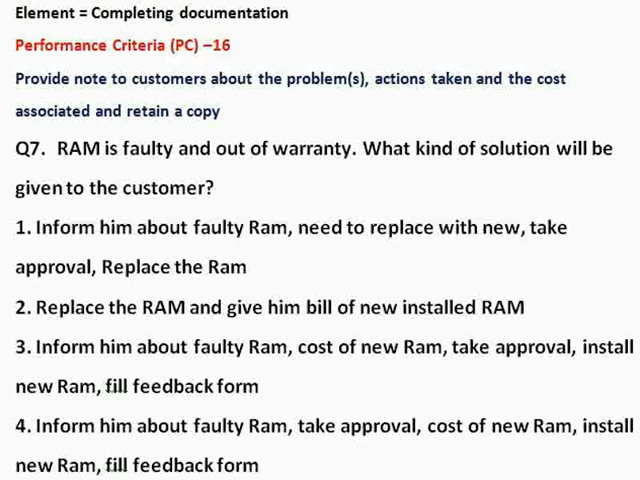 Element = Completing documentation
Performance Criteria (PC) –16
Provide note to customers about the problem(s), actions taken and the cost
associated and retain a copy
Q7.  RAM is faulty and out of warranty. What kind of solution will be
given to the customer?
1. Inform him about faulty Ram, need to replace with new, take
approval, Replace the Ram
2. Replace the RAM and give him bill of new installed RAM
3. Inform him about faulty Ram, cost of new Ram, take approval, install
new Ram, fill feedback form
4. Inform him about faulty Ram, take approval, cost of new Ram, install
new Ram, fill feedback form